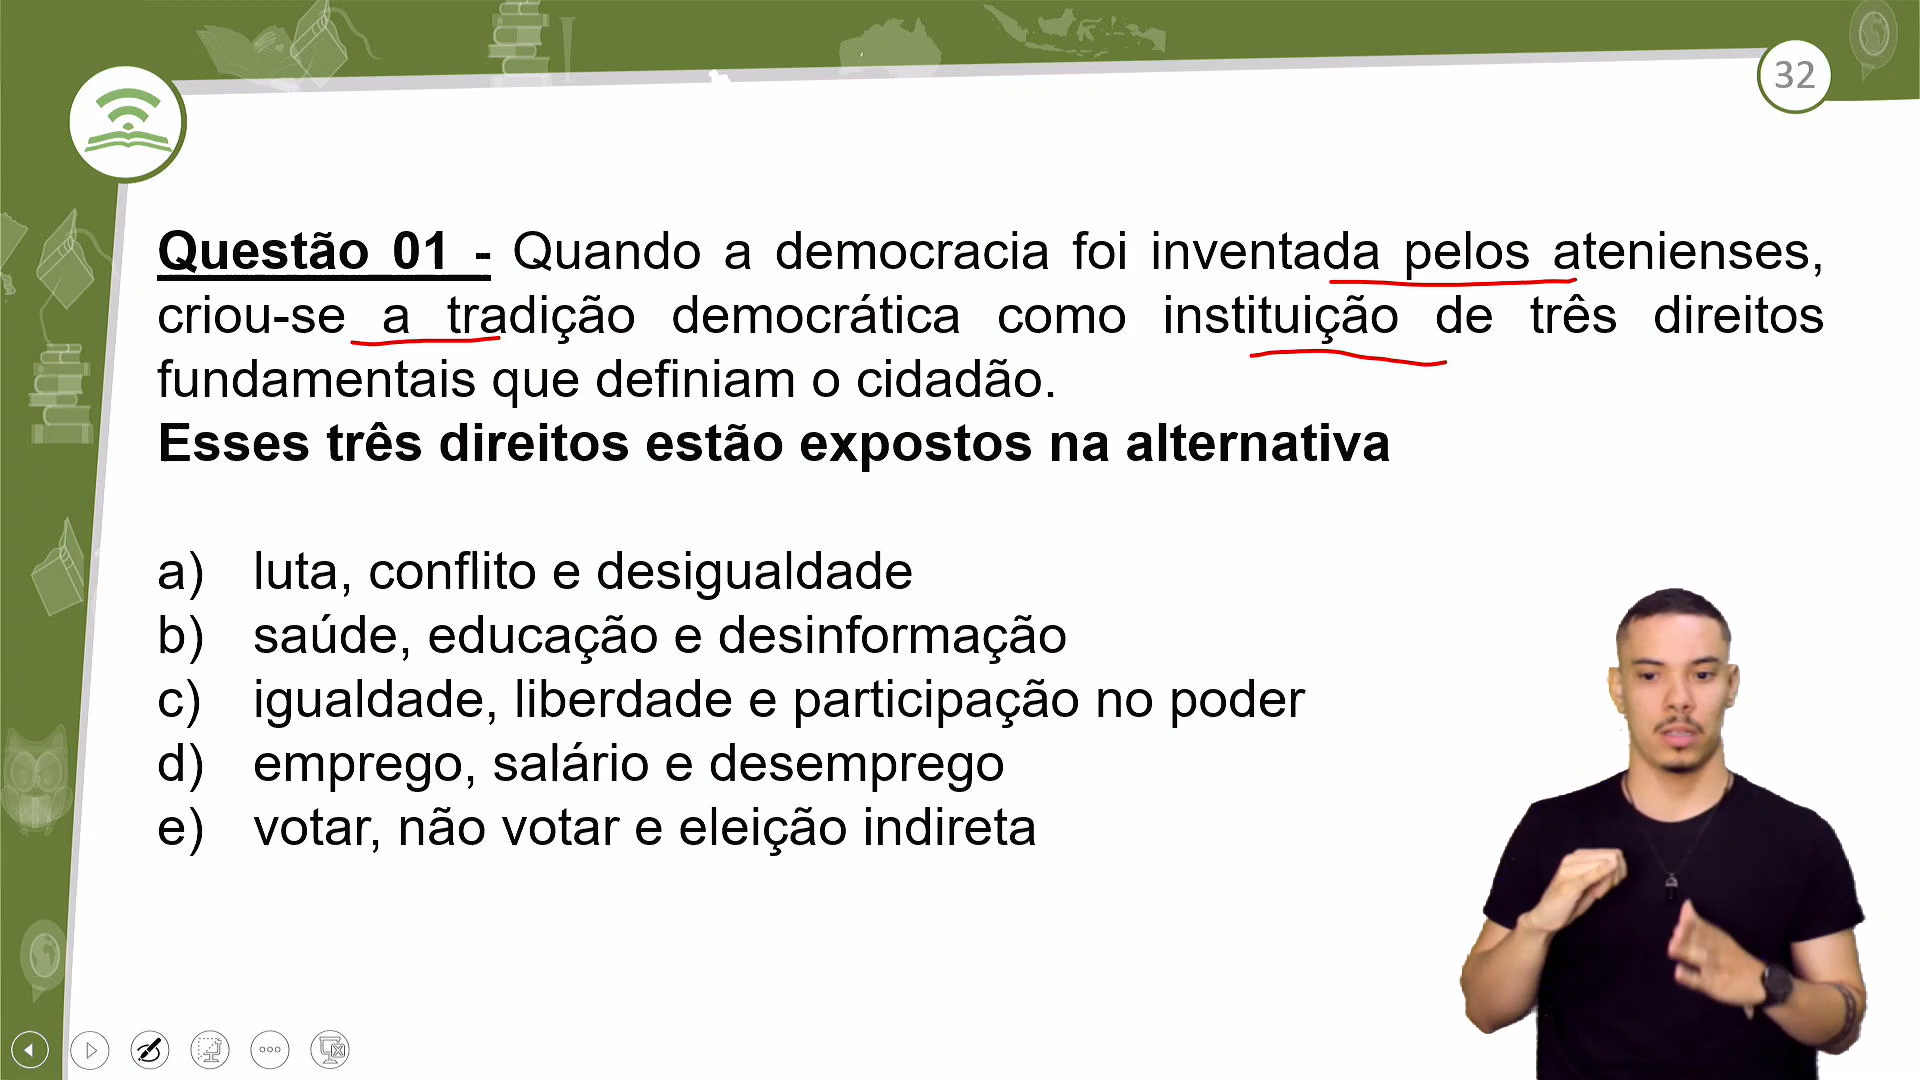 32
Questão 01 - Quando a democracia foi inventada pelos atenienses,
criou-se a tradição democrática como instituição de três direitos
fundamentais que definiam o cidadão.
Esses três direitos estão expostos na alternativa
a) luta, conflito e desigualdade
b) saúde, educação e desinformação
c) igualdade, liberdade e participação no poder
d) emprego, salário e desemprego
e) votar, não votar e eleição indireta